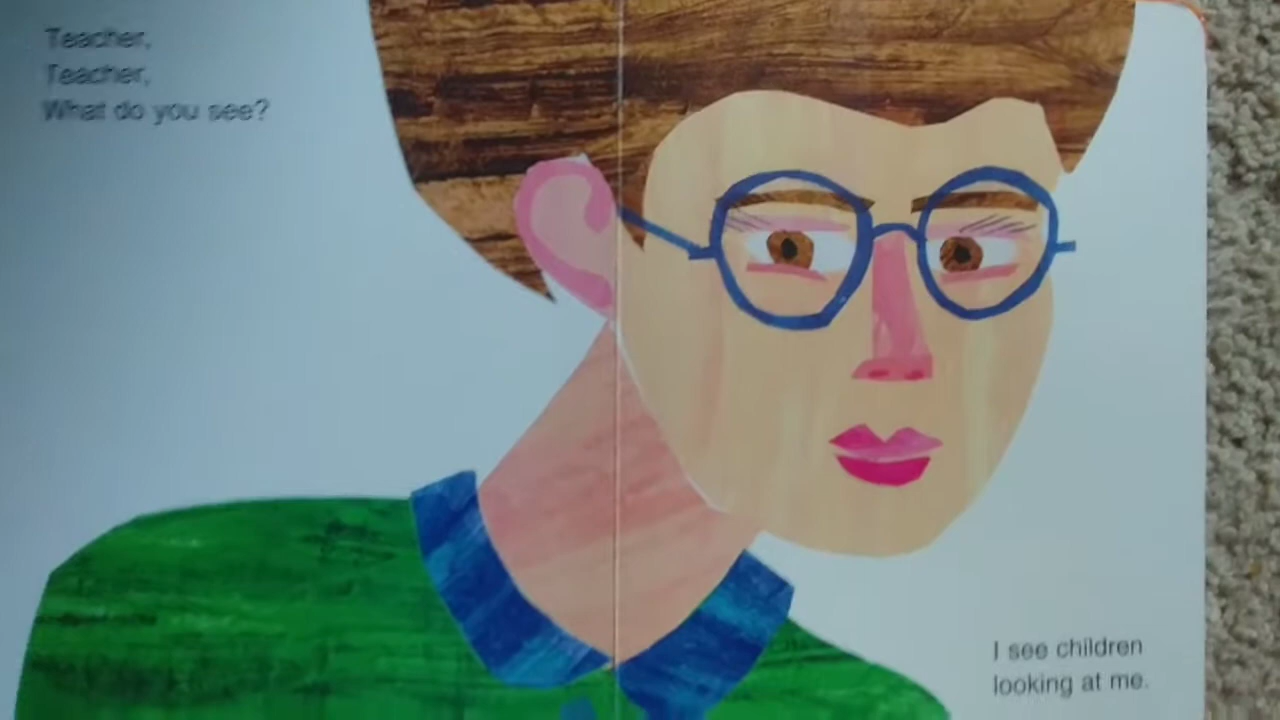 Teacher,
Teacher,
What do you see?
I see children
looking at me.